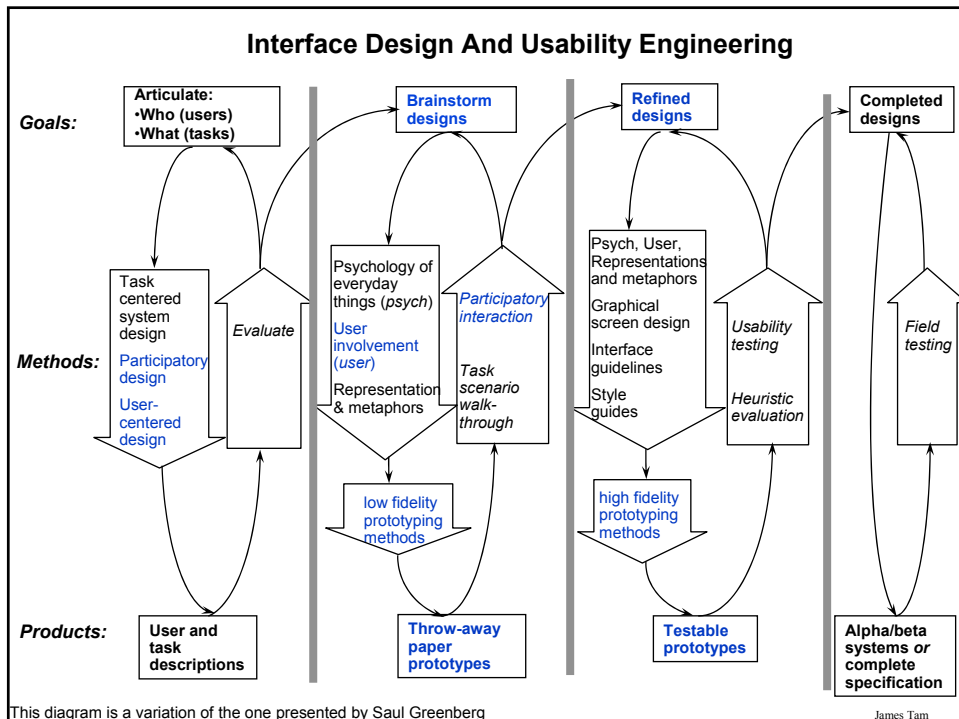 Interface Design And Usability Engineering
Goals:
Articulate:
•Who (users)
•What (tasks)
Brainstorm
designs
Refined
designs
Completed
designs
Methods:
Task
centered
system
design
Participatory
design
User-
centered
design
Evaluate
Psychology of
everyday
things (psych)
User
involvement
(user)
Representation
& metaphors
Participatory
interaction
Task
scenario
walk-
through
Psych, User,
Representations
and metaphors
Graphical
screen design
Interface
guidelines
Style
guides
Usability
testing
Heuristic
evaluation
Field
testing
low fidelity
prototyping
methods
high fidelity
prototyping
methods
Products:
User and
task
descriptions
Throw-away
paper
prototypes
Testable
prototypes
Alpha/beta
systems or
complete
specification
This diagram is a variation of the one presented by Saul Greenberg
James Tam